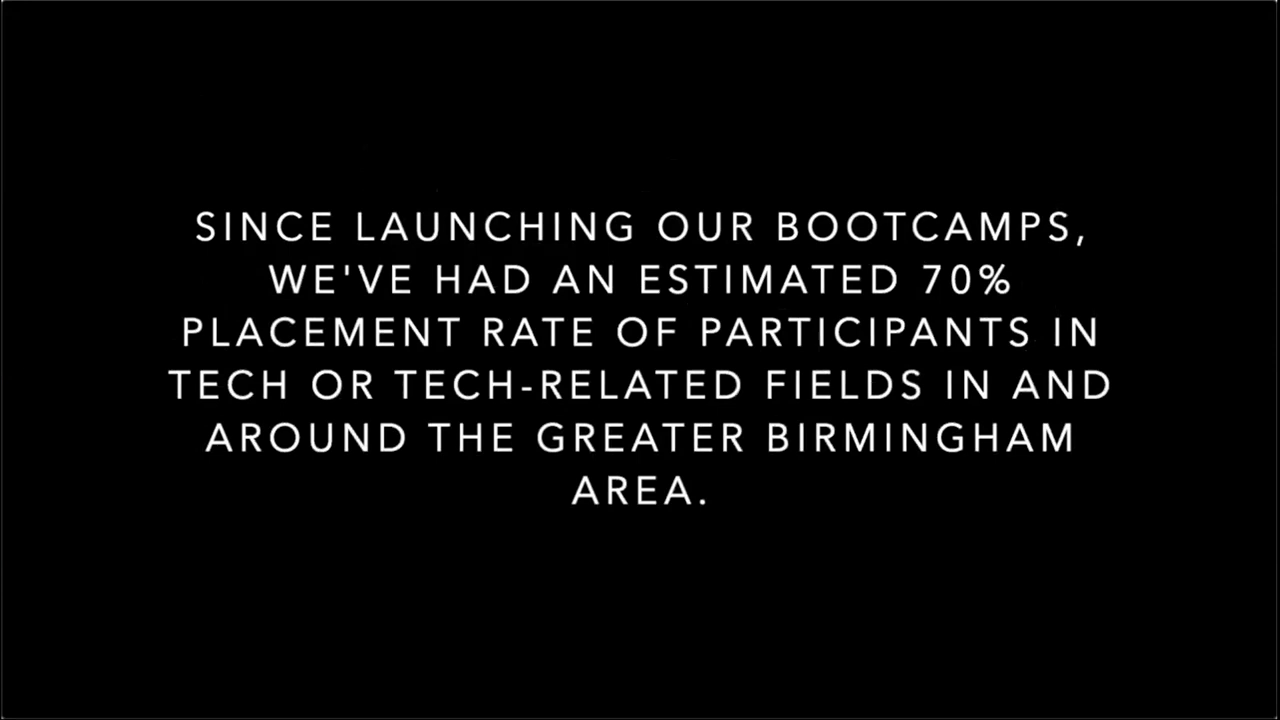 SINCE LAUNCHING OUR BOOTCAMPS,
WE'VE HAD AN ESTIMATED 70%
PLACEMENT RATE OF PARTICIPANTS IN
TECH OR TECH-RELATED FIELDS IN AND
AROUND THE GREATER BIRMINGHAM
AREA.